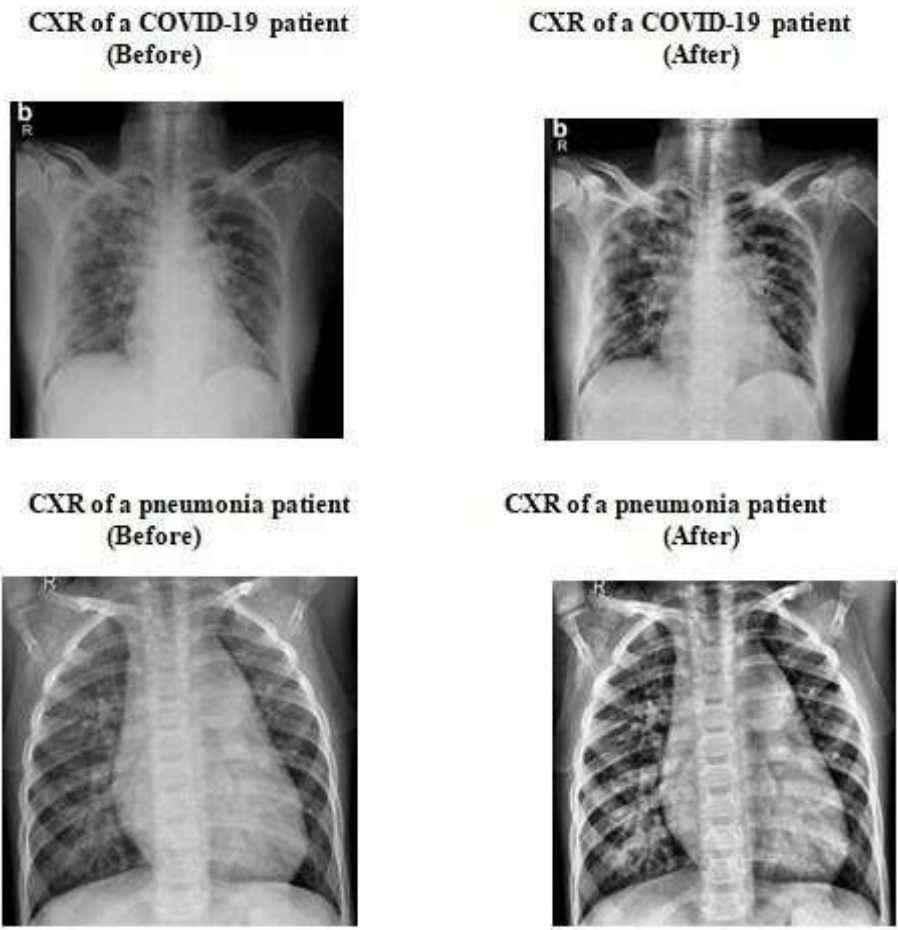 CXR of a COVID-19 patient
(Before)
CXR of a COVID-19 patient
(After)
b
R
b
R
CXR of a pneumonia patient
(Before)
CXR of a pneumonia patient
(After)
R
R